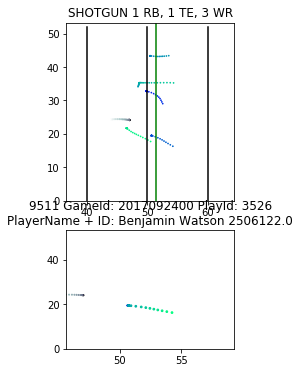 SHOTGUN 1 RB, 1 TE, 3 WR
50
40
30
20
10
0
40 50 60
9511 GameId: 2017092400 PlayId: 3526
PlayerName + ID: Benjamin Watson 2506122.0
40
20
0
50 55